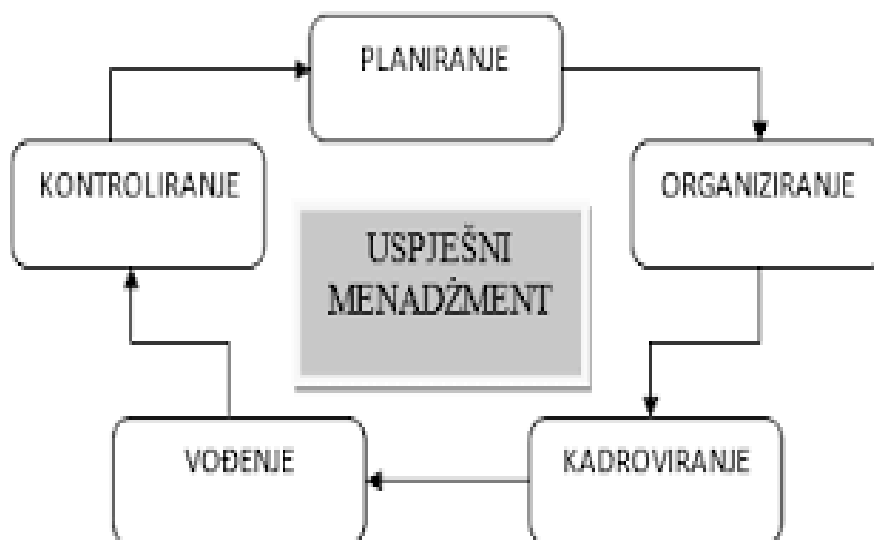 PLANIRANJE
KONTROLIRANJE
ORGANIZIRANJE
USPJEŠNI
MENADŽMENT
VOĐENJE
KADROVIRANJE